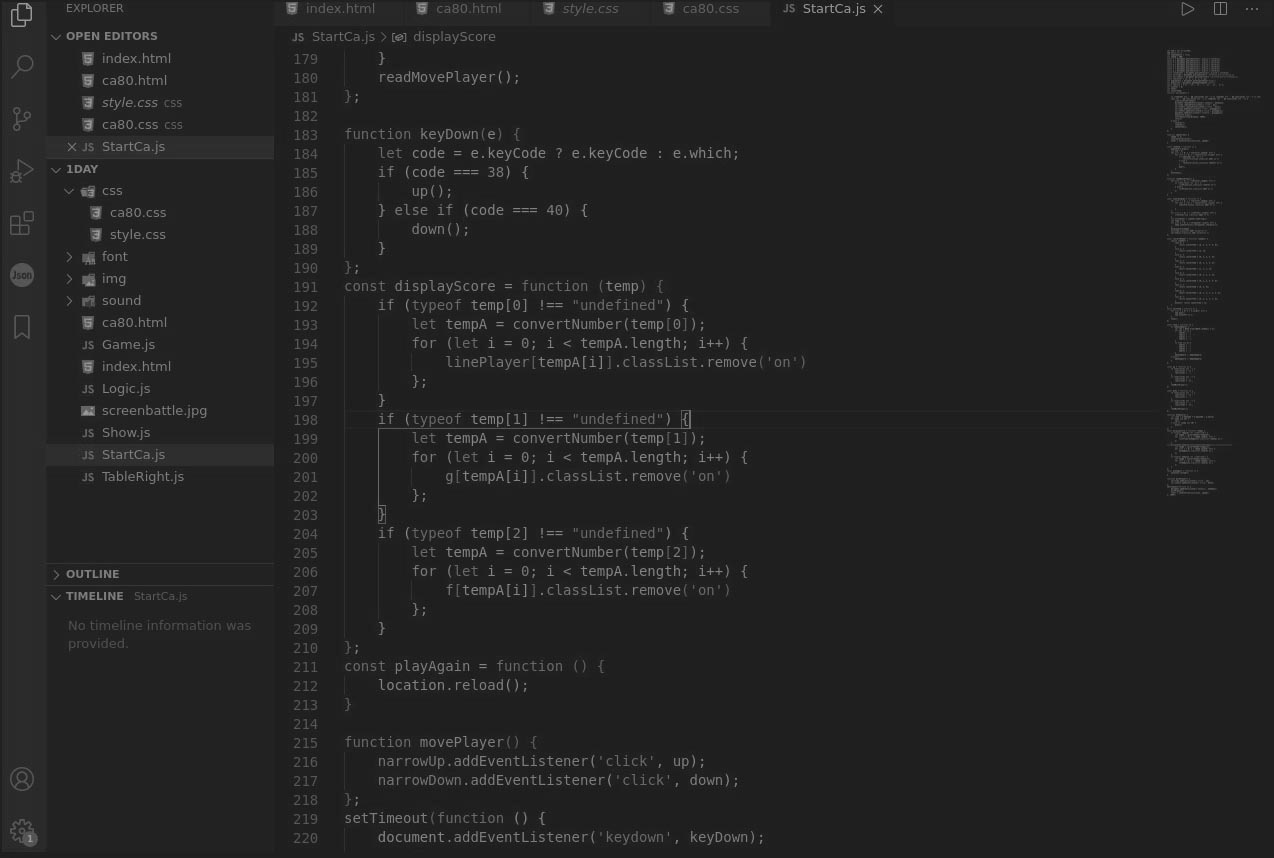 EXPLORER
OPEN EDITORS
index.html
ca80.html
style.css css
ca80.css css
JS StartCa.js
1DAY
css
ca80.css
style.css
font
img
sound
ca80.html
JS Game.js
index.html
JS Logic.js
screenbattle.jpg
JS Show.js
JS StartCa.js
JS TableRight.js
OUTLINE
TIMELINE StartCa.js
No timeline information was
provided.
Json
1
index.html ca80.html style.css ca80.css JS StartCa.js
JS StartCa.js > displayScore
179 }
180 readMovePlayer();
181 };
182
183 function keyDown(e) {
184 let code = e.keyCode ? e.keyCode : e.which;
185 if (code === 38) {
186 up();
187 } else if (code === 40) {
188 down();
189 }
190 };
191 const displayScore = function (temp) {
192 if (typeof temp[0] !== "undefined") {
193 let tempA = convertNumber(temp[0]);
194 for (let i = 0; i < tempA.length; i++) {
195 linePlayer[tempA[i]].classList.remove('on')
196 };
197 }
198 if (typeof temp[1] !== "undefined") {
199 let tempA = convertNumber(temp[1]);
200 for (let i = 0; i < tempA.length; i++) {
201 g[tempA[i]].classList.remove('on')
202 };
203 }
204 if (typeof temp[2] !== "undefined") {
205 let tempA = convertNumber(temp[2]);
206 for (let i = 0; i < tempA.length; i++) {
207 f[tempA[i]].classList.remove('on')
208 };
209 }
210 };
211 const playAgain = function () {
212 location.reload();
213 }
214
215 function movePlayer() {
216 narrowUp.addEventListener('click', up);
217 narrowDown.addEventListener('click', down);
218 };
219 setTimeout(function () {
220 document.addEventListener('keydown', keyDown);